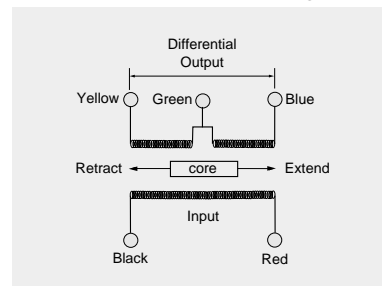 Differential
Output
Yellow Green Blue
Retract core Extend
Input
Black Red